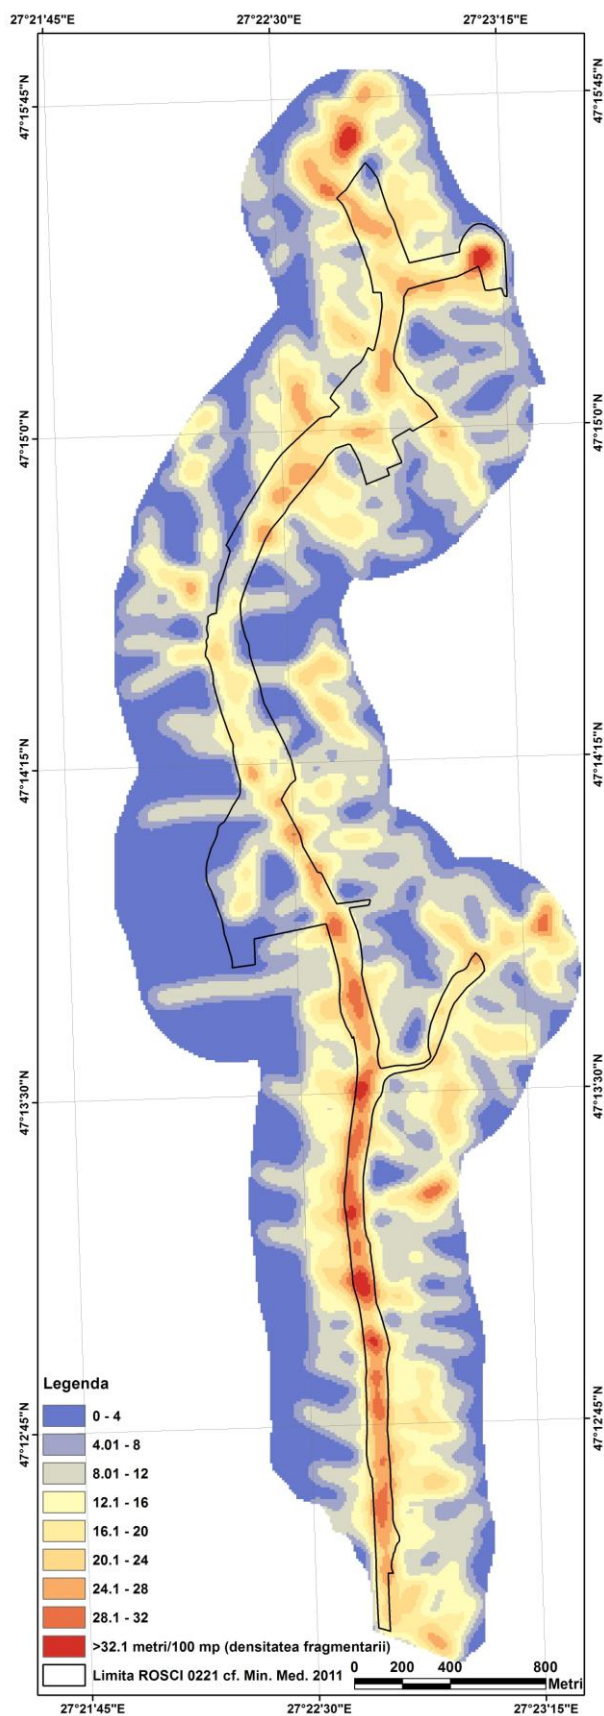 27°21'45"E 27°22'30"E 27°23'15"E
47°15'45"N 47°15'45"N
47°15'0"N 47°15'0"N
47°14'15"N 47°14'15"N
47°13'30"N 47°13'30"N
47°12'45"N 47°12'45"N
Legenda
0 - 4
4.01 - 8
8.01 - 12
12.1 - 16
16.1 - 20
20.1 - 24
24.1 - 28
28.1 - 32
>32.1 metri/100 mp (densitatea fragmentarii)
Limita ROSCI 0221 cf. Min. Med. 2011
0 200 400 800
Metri
27°21'45"E 27°22'30"E 27°23'15"E